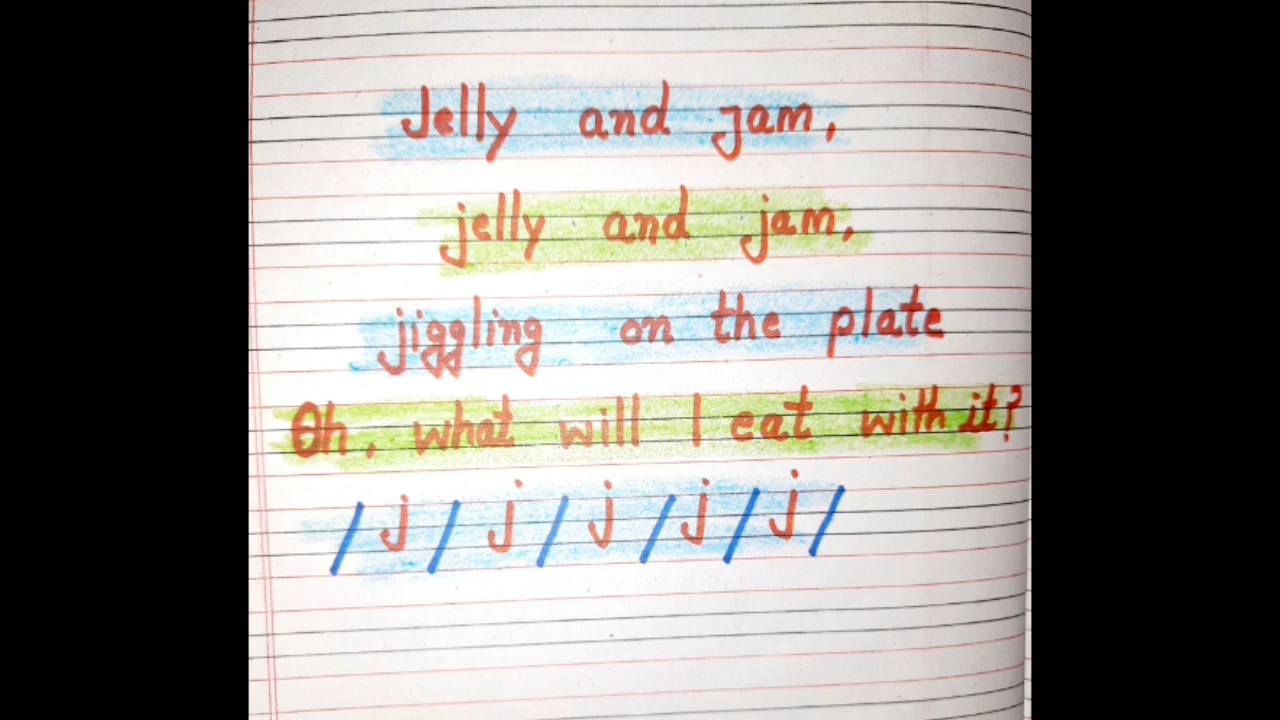 Jelly and jam,
jelly and jam,
jiggling on the plate
Oh, what will I eat with it?
/ j / j / j / j / j /